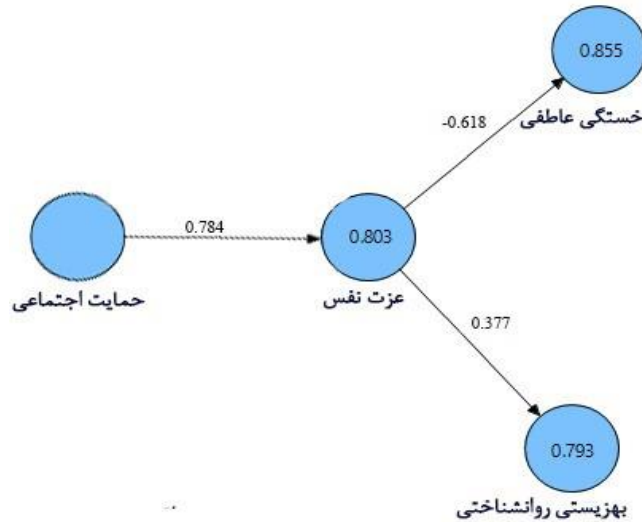 0.855
خستگی عاطفی
-0.618
0.784
0.803
حمایت اجتماعی
عزت نفس
0.377
0.793
بهزیستی روانشناختی